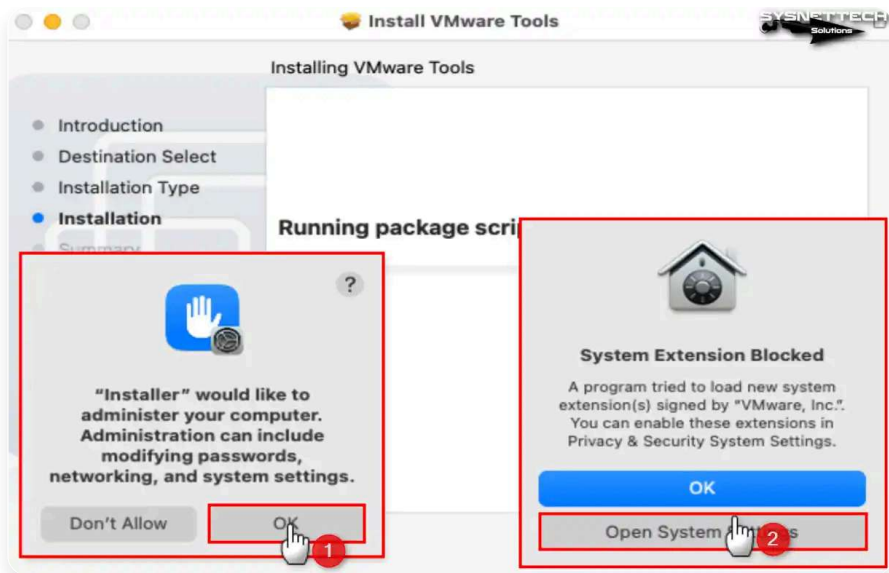 Install VMware Tools
SYSNETTECH
Solutions
Installing VMware Tools
Introduction
Destination Select
Installation Type
Installation
Summary
Running package
?
"Installer" would like to
administer your computer.
Administration can include
modifying passwords,
networking, and system settings.
Don't Allow
OK
1
System Extension Blocked
A program tried to load new system
extension(s) signed by "VMware, Inc.".
You can enable these extensions in
Privacy & Security System Settings.
OK
Open System
2